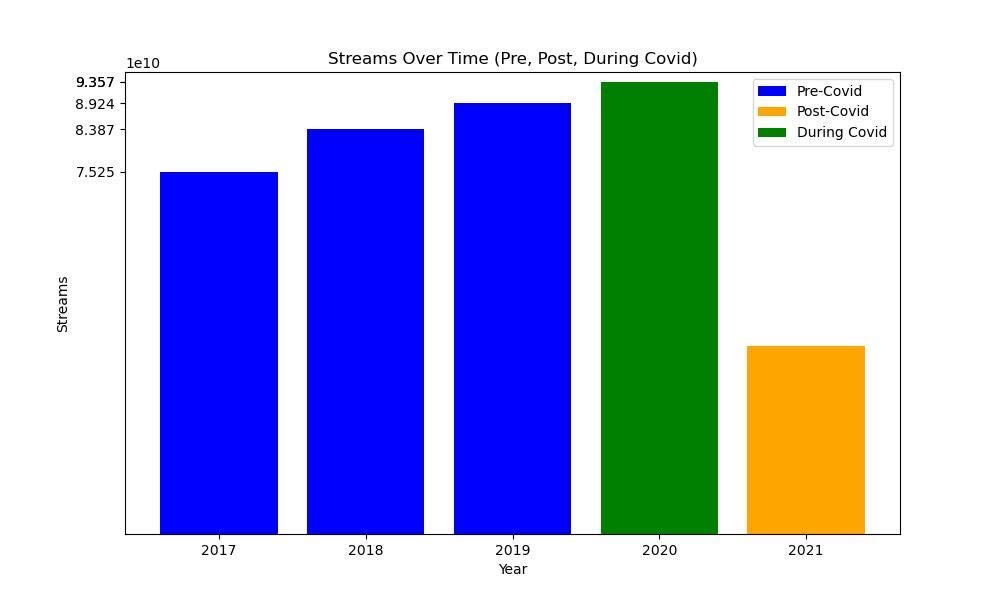 Streams Over Time (Pre, Post, During Covid)
1e10
9.357
8.924
8.387
7.525
Streams
Pre-Covid
Post-Covid
During Covid
2017 2018 2019 2020 2021
Year